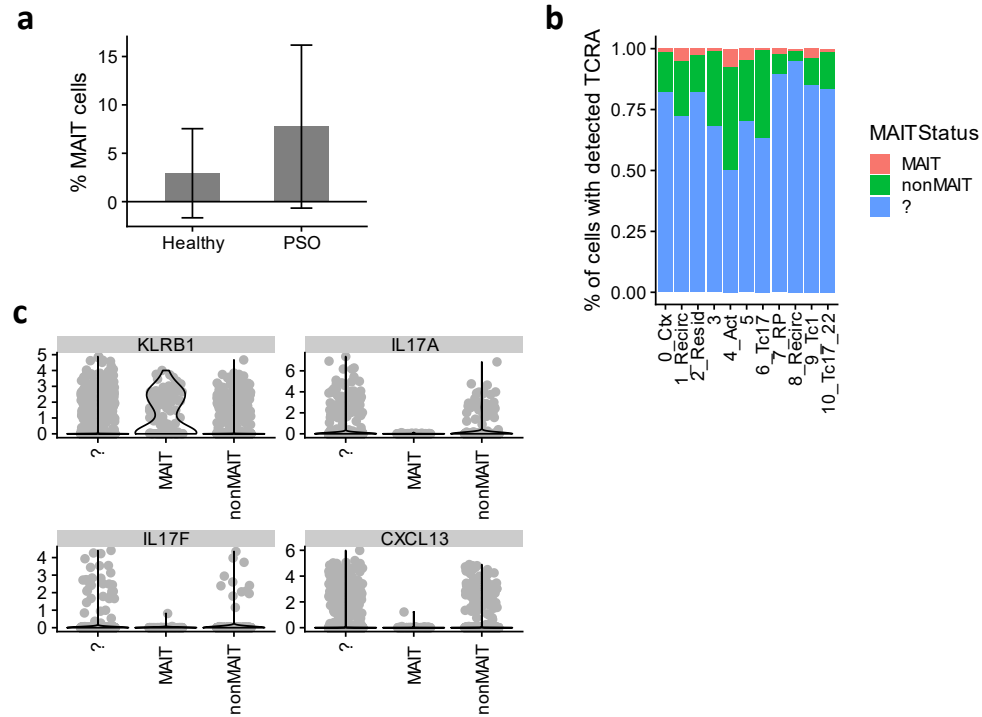 a
% MAIT cells
15
10
5
0
Healthy
PSO
b
% of cells with detected TCRA
1.00
0.75
0.50
0.25
0.00
0_Ctx
1_Recirc
2_Resid
3
4_Act
5
6_Tc17
7_RP
8_Recirc
9_Tc1
10_Tc17_22
MAITStatus
MAIT
nonMAIT
?
c
KLRB1
5
4
3
2
1
0
?
MAIT
nonMAIT
IL17A
6
4
2
0
?
MAIT
nonMAIT
IL17F
4
3
2
1
0
?
MAIT
nonMAIT
CXCL13
6
4
2
0
?
MAIT
nonMAIT